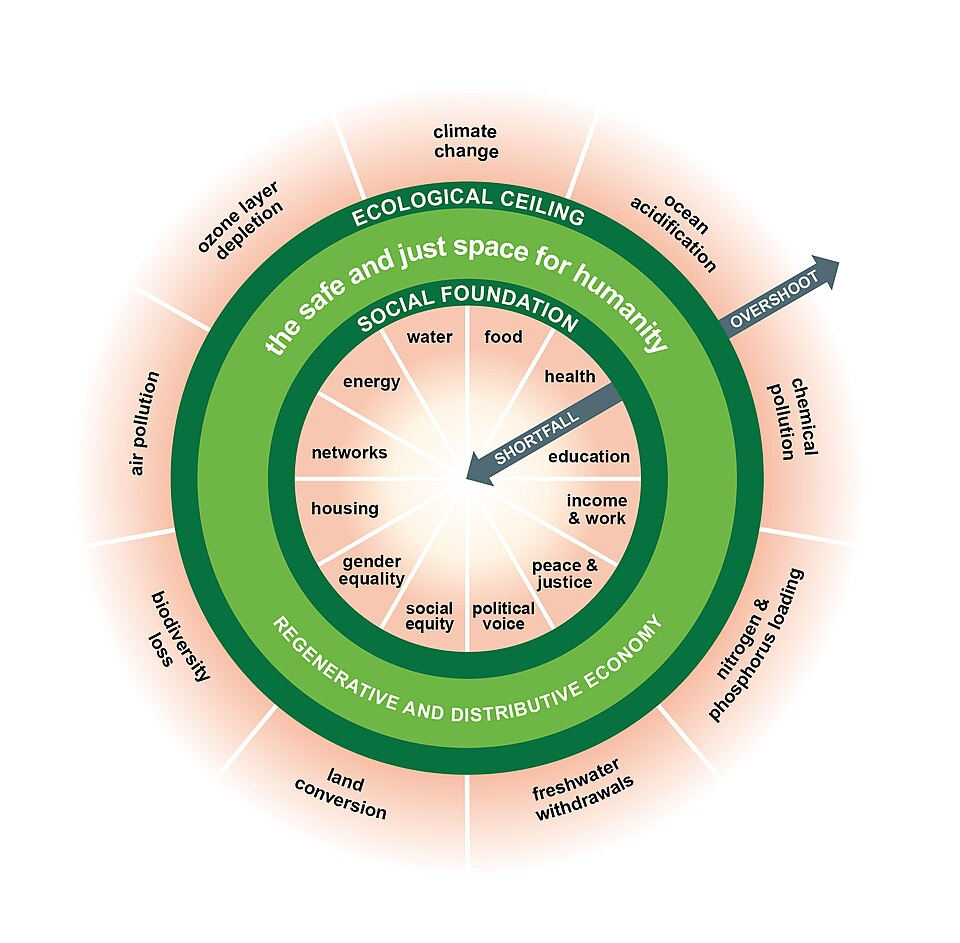 climate
change
ocean
acidification
chemical
pollution
nitrogen &
phosphorus loading
freshwater
withdrawals
land
conversion
biodiversity
loss
air pollution
ozone layer
depletion
ECOLOGICAL CEILING
the safe and just space for humanity
SOCIAL FOUNDATION
OVERSHOOT
SHORTFALL
water
food
health
education
income
& work
peace &
justice
political
voice
social
equity
gender
equality
housing
networks
energy
REGENERATIVE AND DISTRIBUTIVE ECONOMY